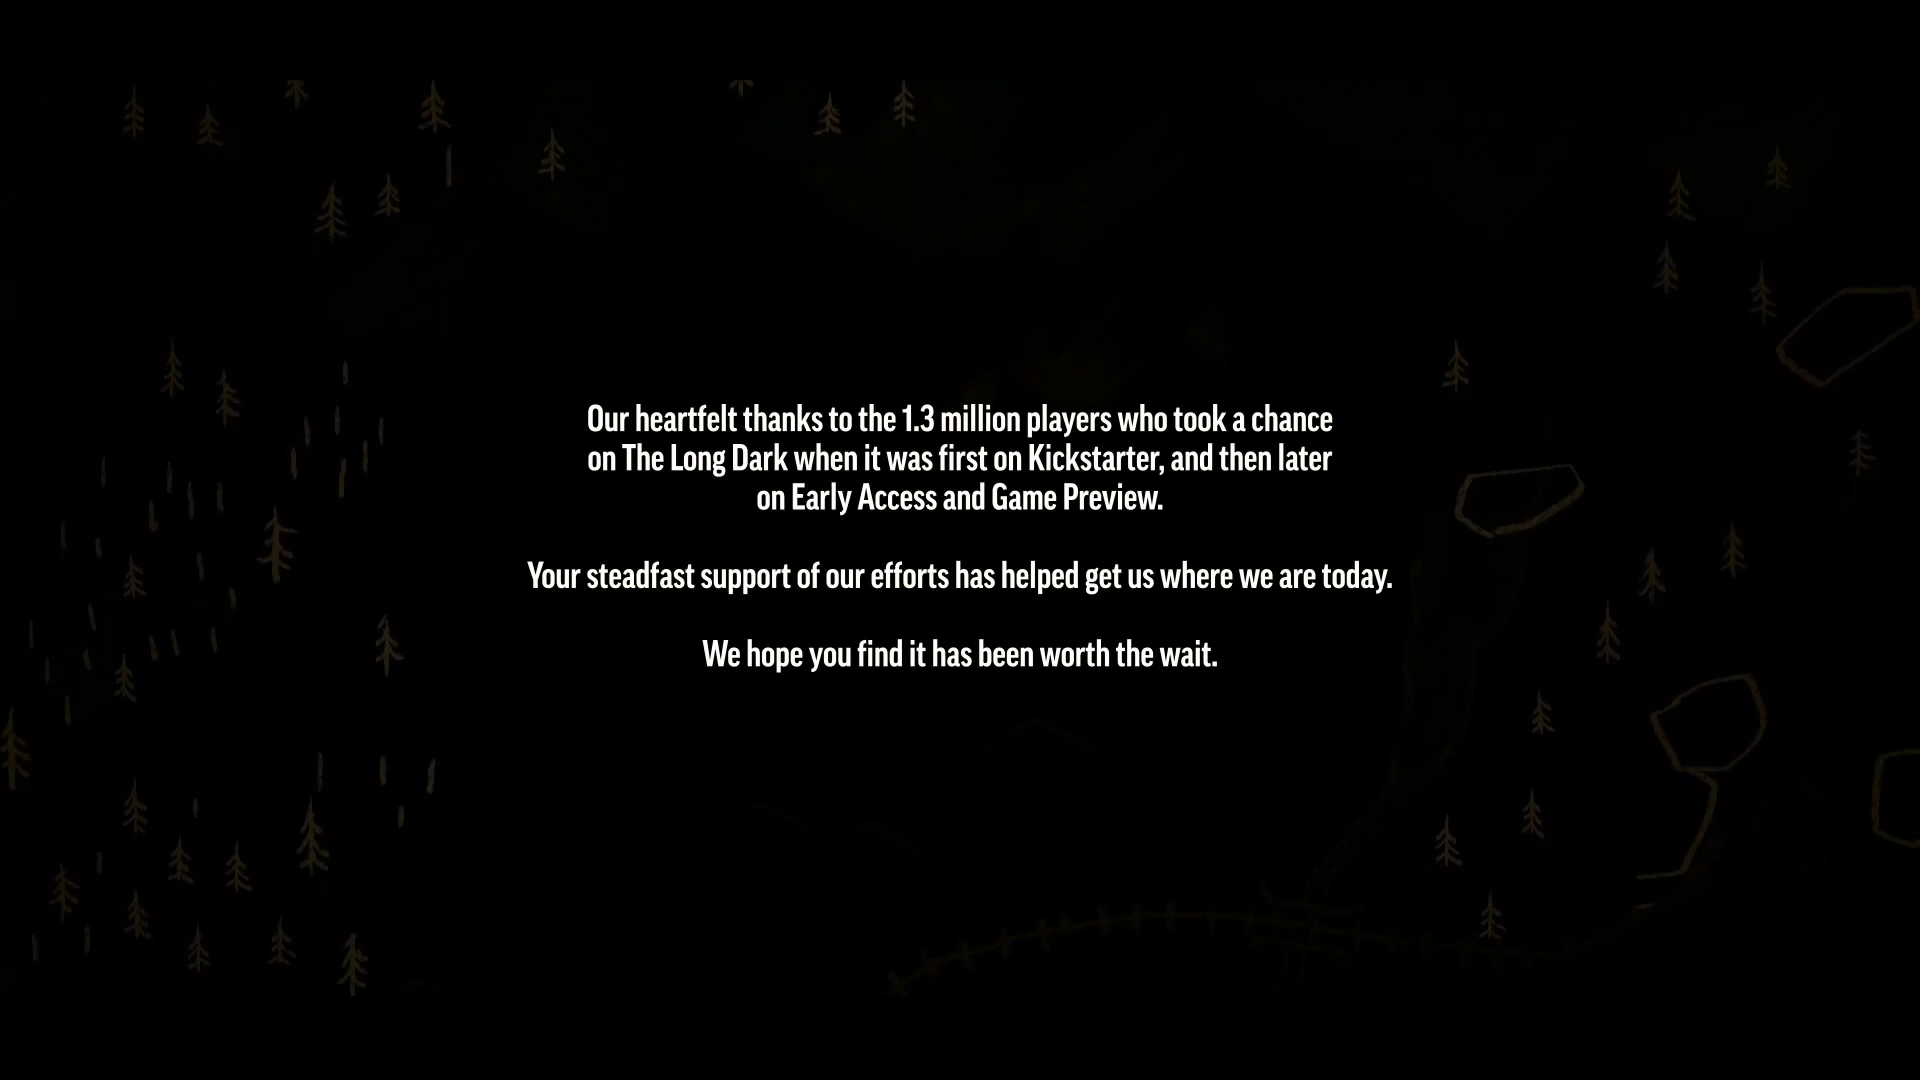 Our heartfelt thanks to the 1.3 million players who took a chance
on The Long Dark when it was first on Kickstarter, and then later
on Early Access and Game Preview.
Your steadfast support of our efforts has helped get us where we are today.
We hope you find it has been worth the wait.